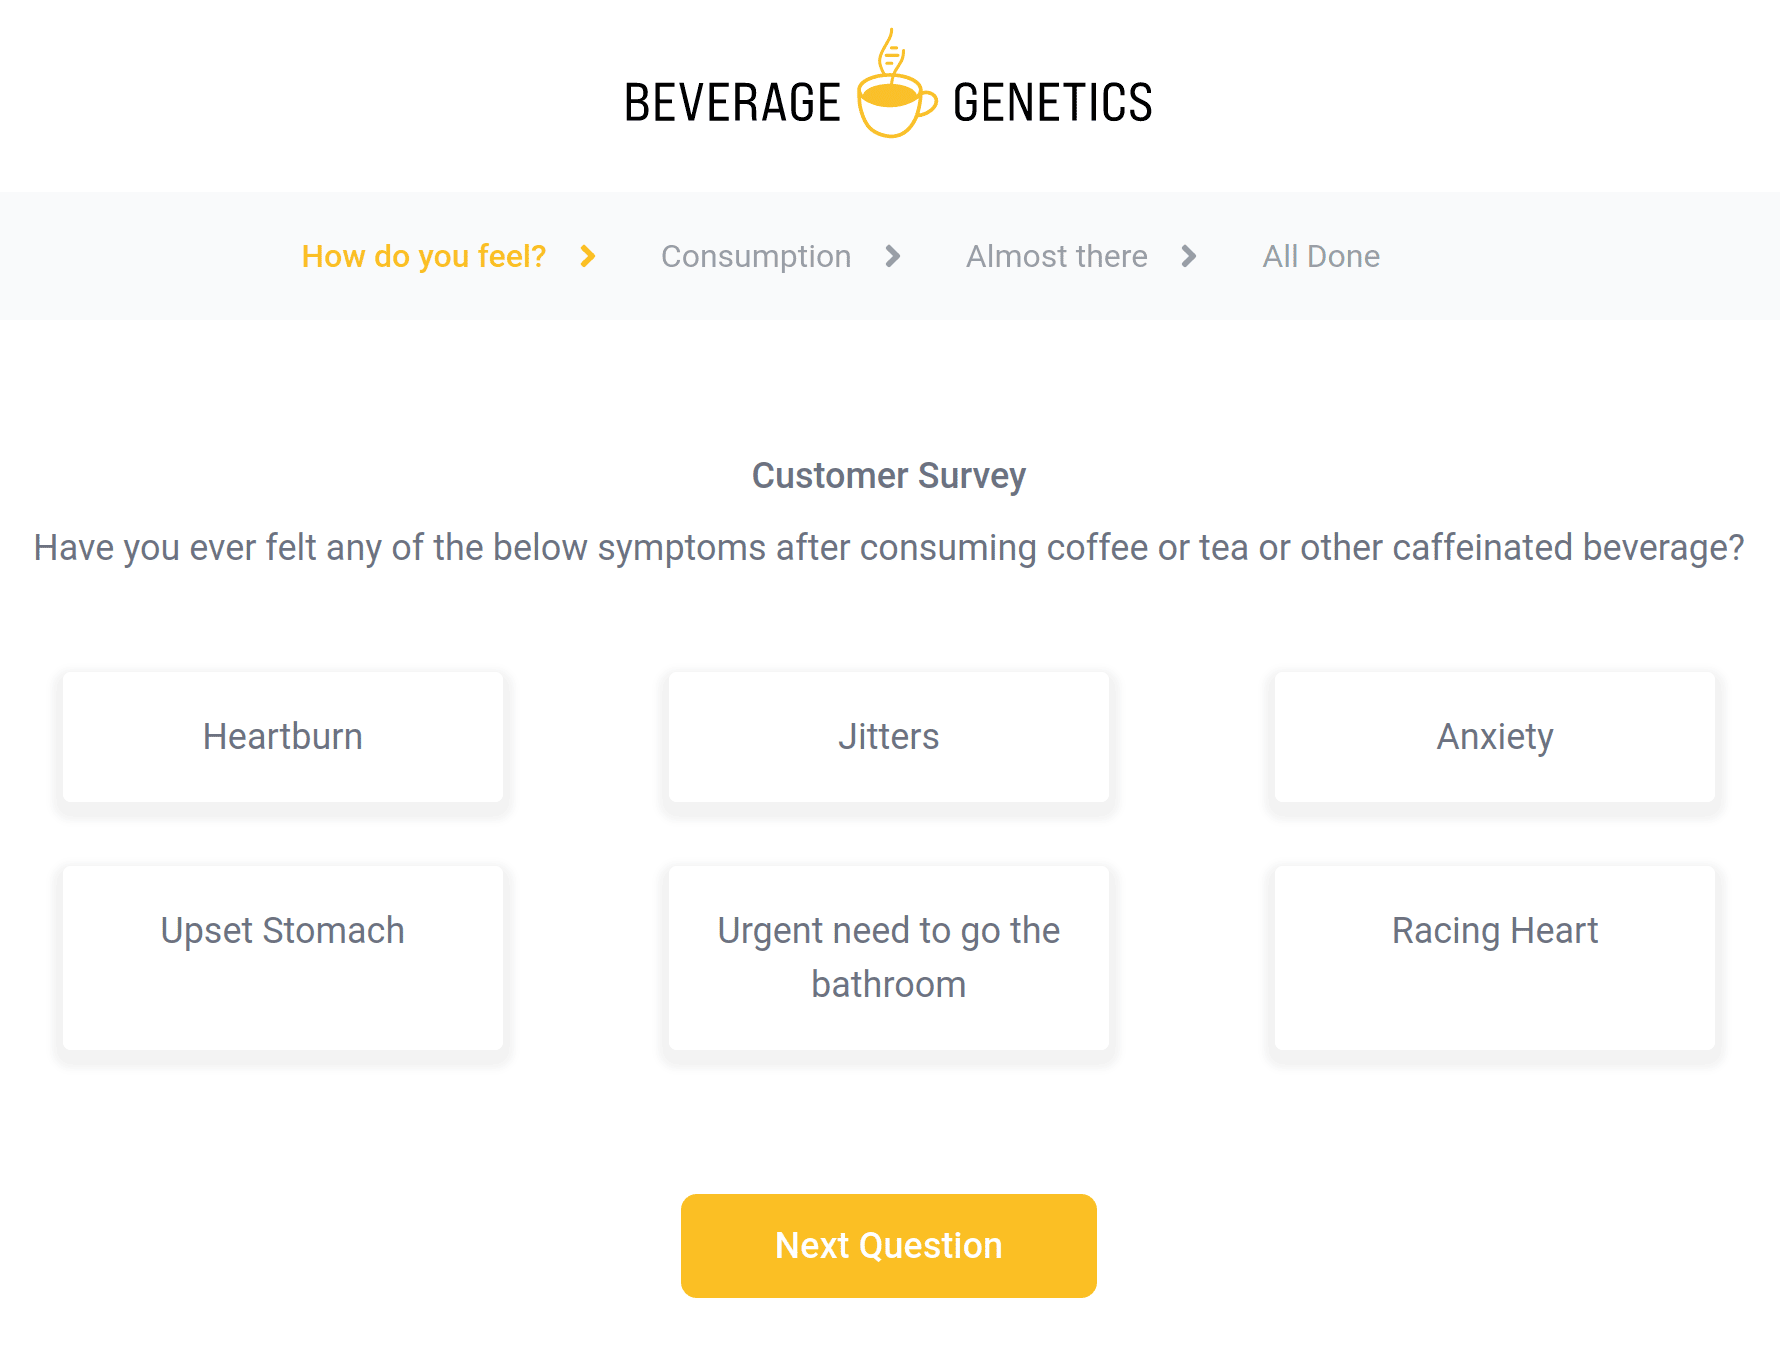 BEVERAGE GENETICS
How do you feel? Consumption Almost there All Done
Customer Survey
Have you ever felt any of the below symptoms after consuming coffee or tea or other caffeinated beverage?
Heartburn
Jitters
Anxiety
Upset Stomach
Urgent need to go the
bathroom
Racing Heart
Next Question